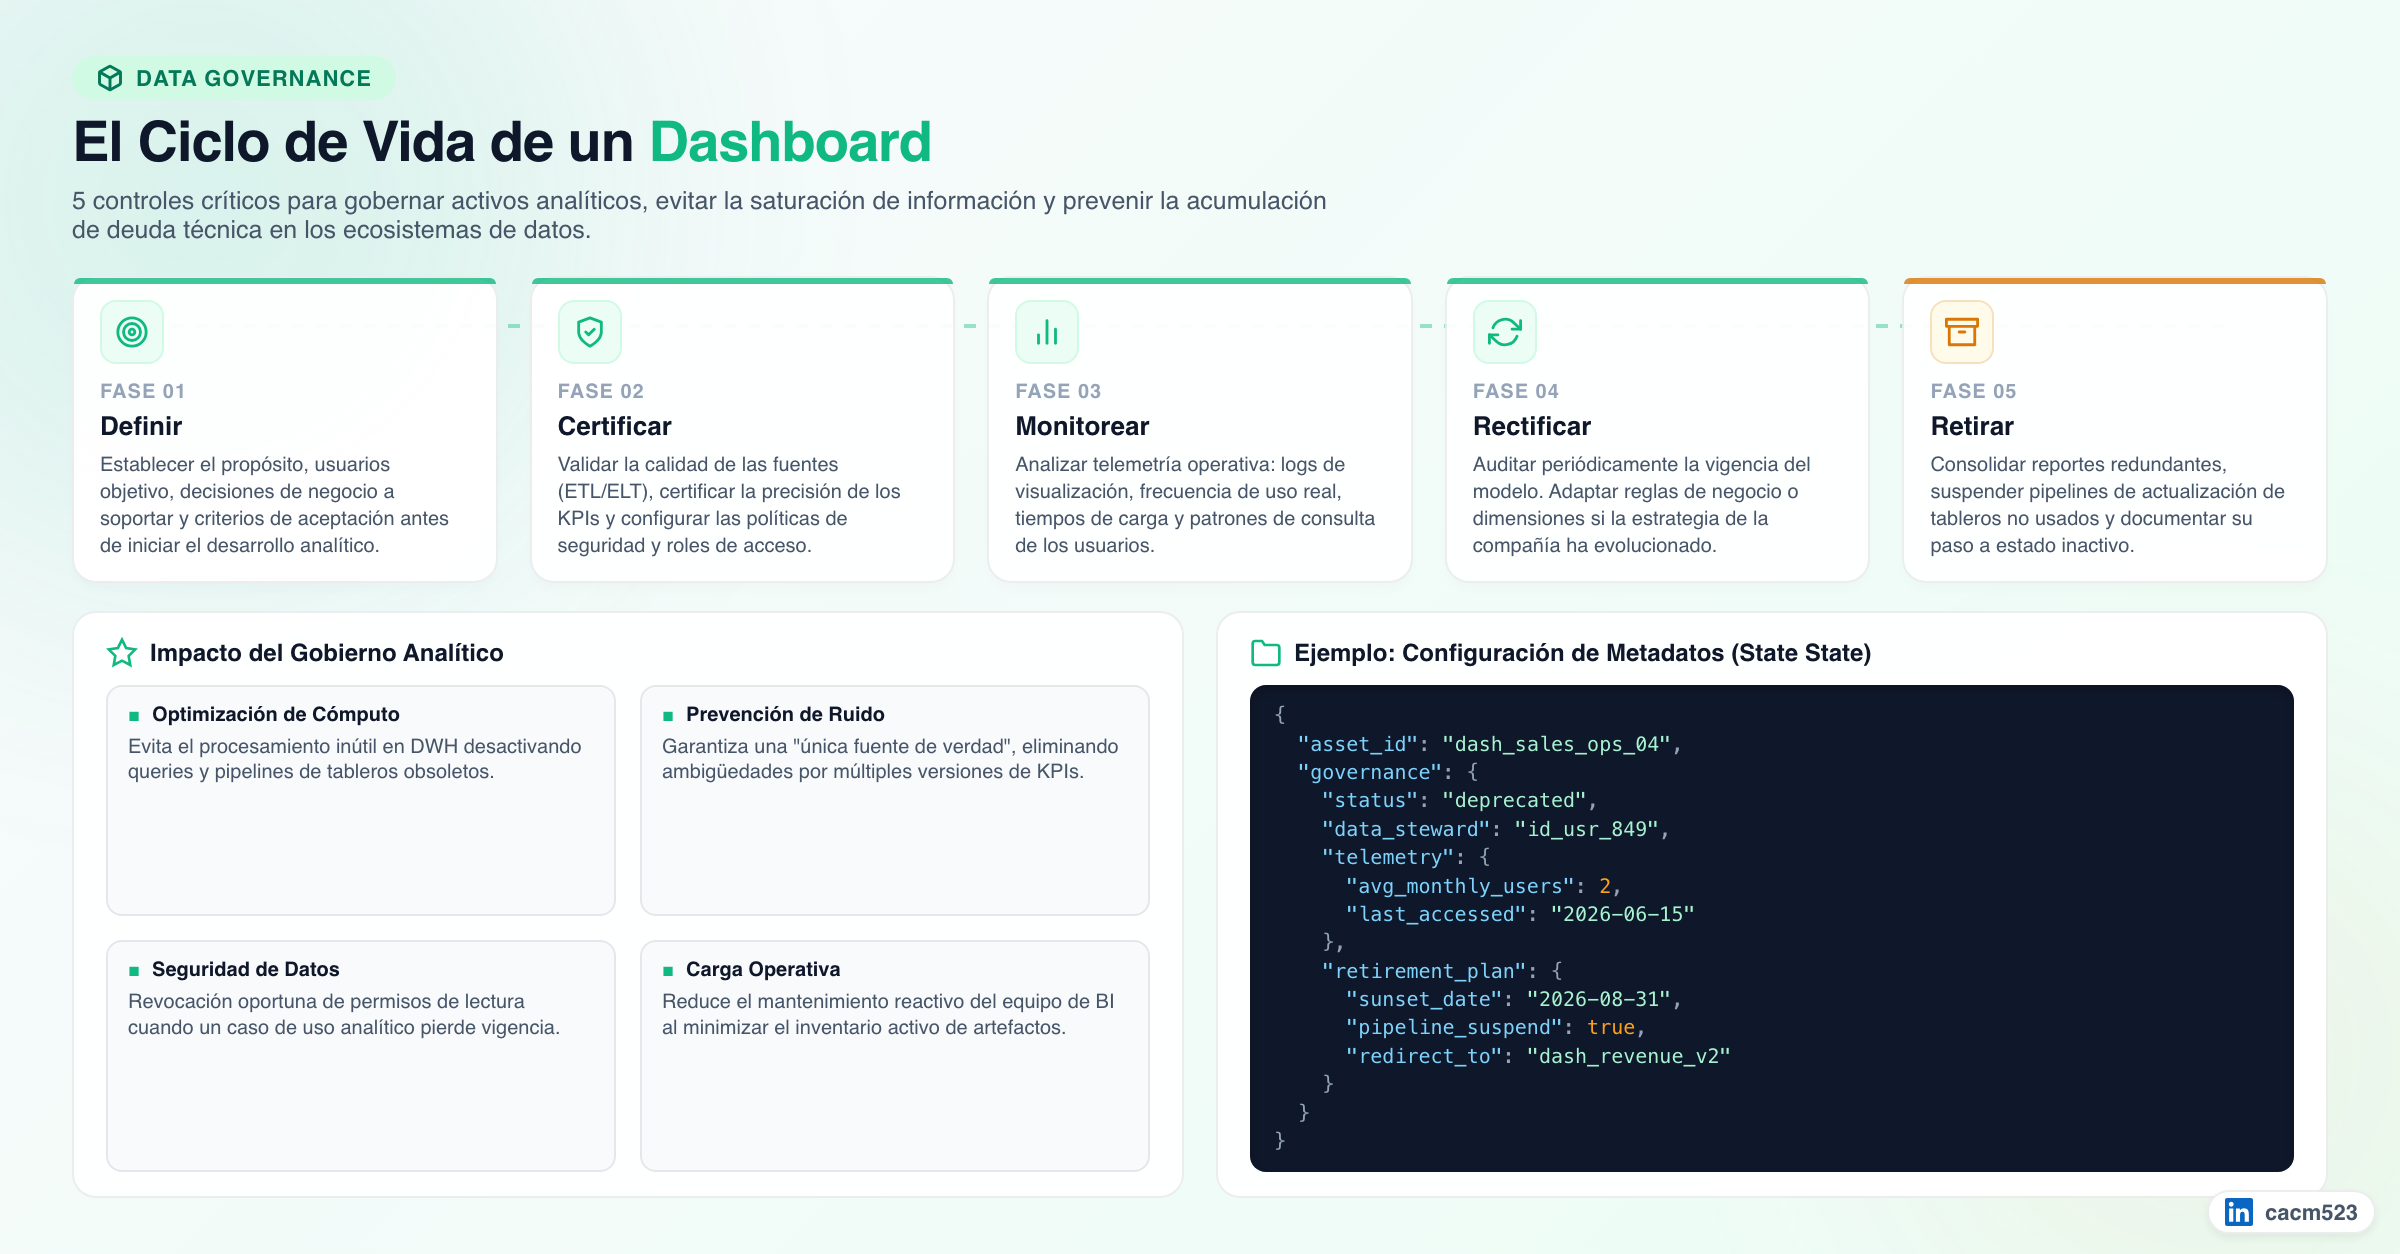 DATA GOVERNANCE
El Ciclo de Vida de un Dashboard
5 controles críticos para gobernar activos analíticos, evitar la saturación de información y prevenir la acumulación
de deuda técnica en los ecosistemas de datos.
FASE 01
Definir
Establecer el propósito, usuarios
objetivo, decisiones de negocio a
soportar y criterios de aceptación antes
de iniciar el desarrollo analítico.
FASE 02
Certificar
Validar la calidad de las fuentes
(ETL/ELT), certificar la precisión de los
KPIs y configurar las políticas de
seguridad y roles de acceso.
FASE 03
Monitorear
Analizar telemetría operativa: logs de
visualización, frecuencia de uso real,
tiempos de carga y patrones de consulta
de los usuarios.
FASE 04
Rectificar
Auditar periódicamente la vigencia del
modelo. Adaptar reglas de negocio o
dimensiones si la estrategia de la
compañía ha evolucionado.
FASE 05
Retirar
Consolidar reportes redundantes,
suspender pipelines de actualización de
tableros no usados y documentar su
paso a estado inactivo.
Impacto del Gobierno Analítico
Optimización de Cómputo
Evita el procesamiento inútil en DWH desactivando
queries y pipelines de tableros obsoletos.
Prevención de Ruido
Garantiza una "única fuente de verdad", eliminando
ambigüedades por múltiples versiones de KPIs.
Seguridad de Datos
Revocación oportuna de permisos de lectura
cuando un caso de uso analítico pierde vigencia.
Carga Operativa
Reduce el mantenimiento reactivo del equipo de BI
al minimizar el inventario activo de artefactos.
Ejemplo: Configuración de Metadatos (State State)
{
  "asset_id": "dash_sales_ops_04",
  "governance": {
    "status": "deprecated",
    "data_steward": "id_usr_849",
    "telemetry": {
      "avg_monthly_users": 2,
      "last_accessed": "2026-06-15"
    },
    "retirement_plan": {
      "sunset_date": "2026-08-31",
      "pipeline_suspend": true,
      "redirect_to": "dash_revenue_v2"
    }
  }
}
in cacm523